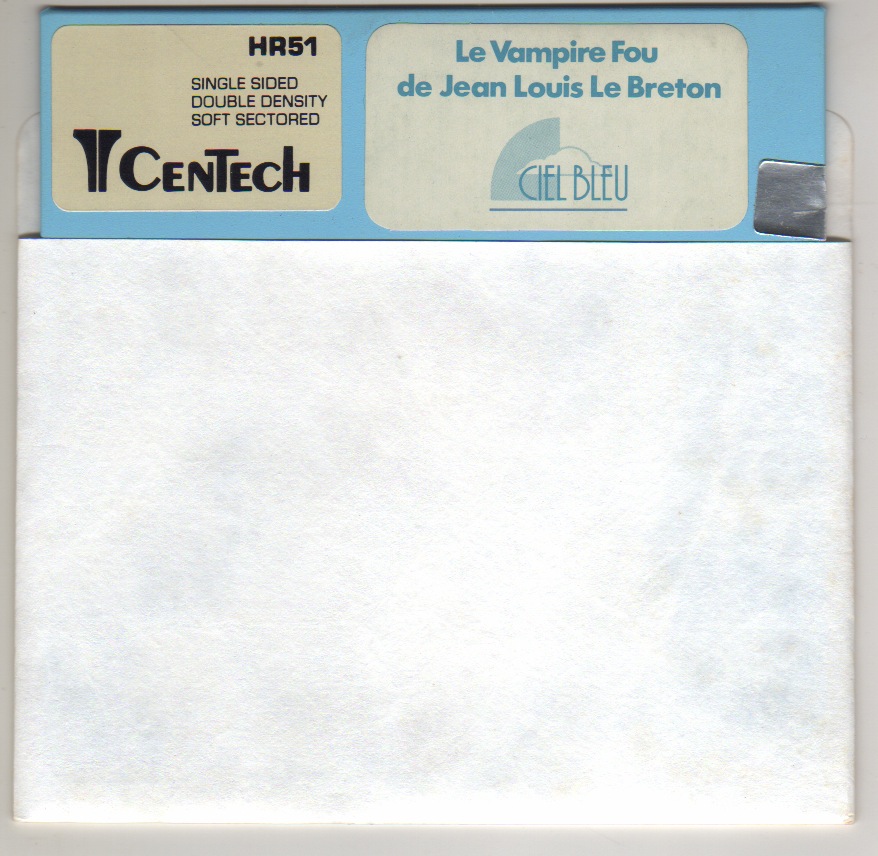 HR51
SINGLE SIDED
DOUBLE DENSITY
SOFT SECTORED
CENTECH
Le Vampire Fou
de Jean Louis Le Breton
CIEL BLEU